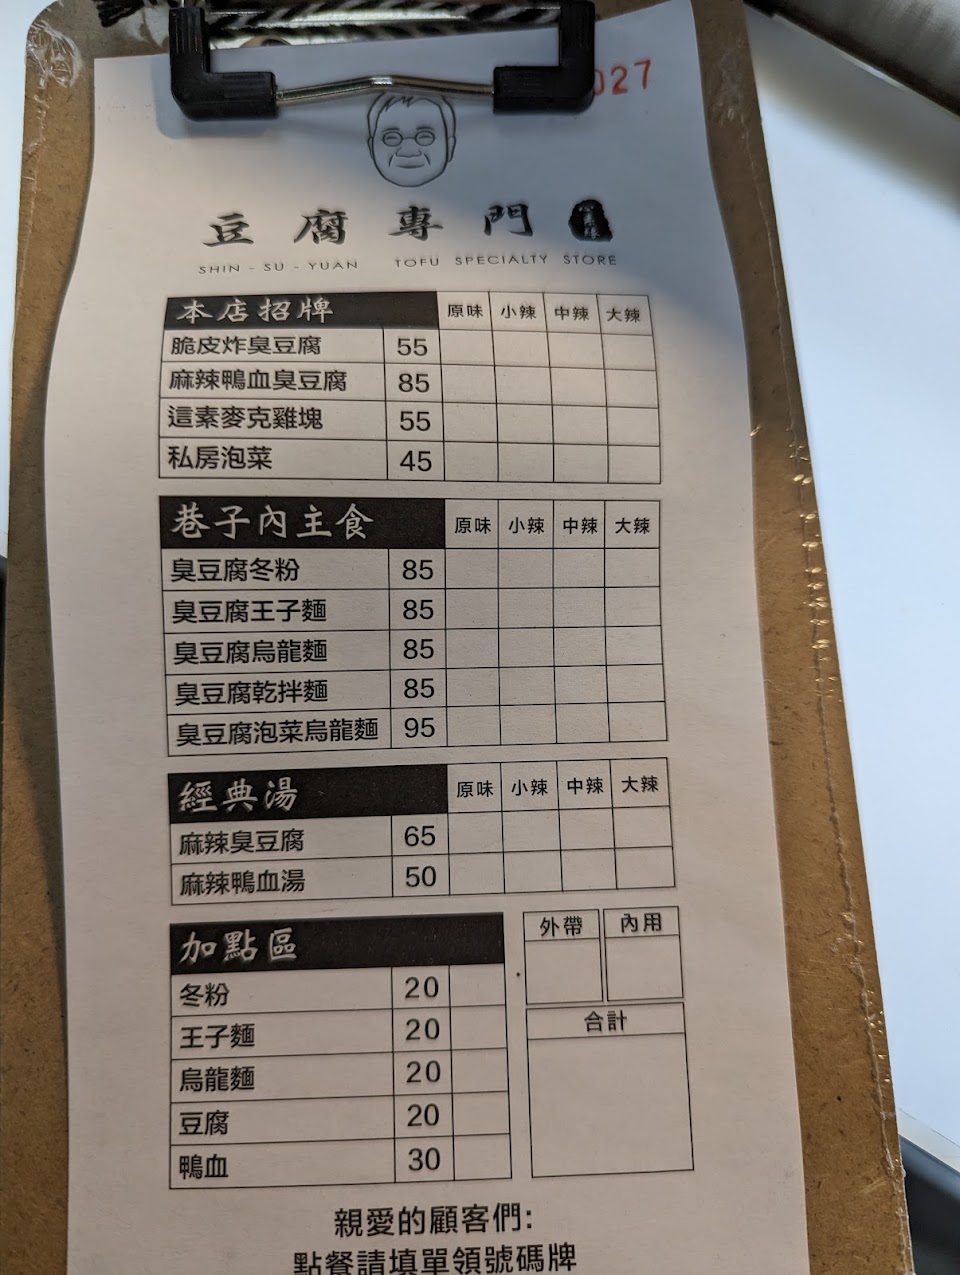 027
豆腐專門
SHIN - SU - YUAN TOFU SPECIALTY STORE
本店招牌 原味 小辣 中辣 大辣
脆皮炸臭豆腐 55
麻辣鴨血臭豆腐 85
這素麥克雞塊 55
私房泡菜 45
巷子內主食 原味 小辣 中辣 大辣
臭豆腐冬粉 85
臭豆腐王子麵 85
臭豆腐烏龍麵 85
臭豆腐乾拌麵 85
臭豆腐泡菜烏龍麵 95
經典湯 原味 小辣 中辣 大辣
麻辣臭豆腐 65
麻辣鴨血湯 50
加點區 外帶 內用
冬粉 20
王子麵 20 合計
烏龍麵 20
豆腐 20
鴨血 30
親愛的顧客們:
點餐請填單領號碼牌